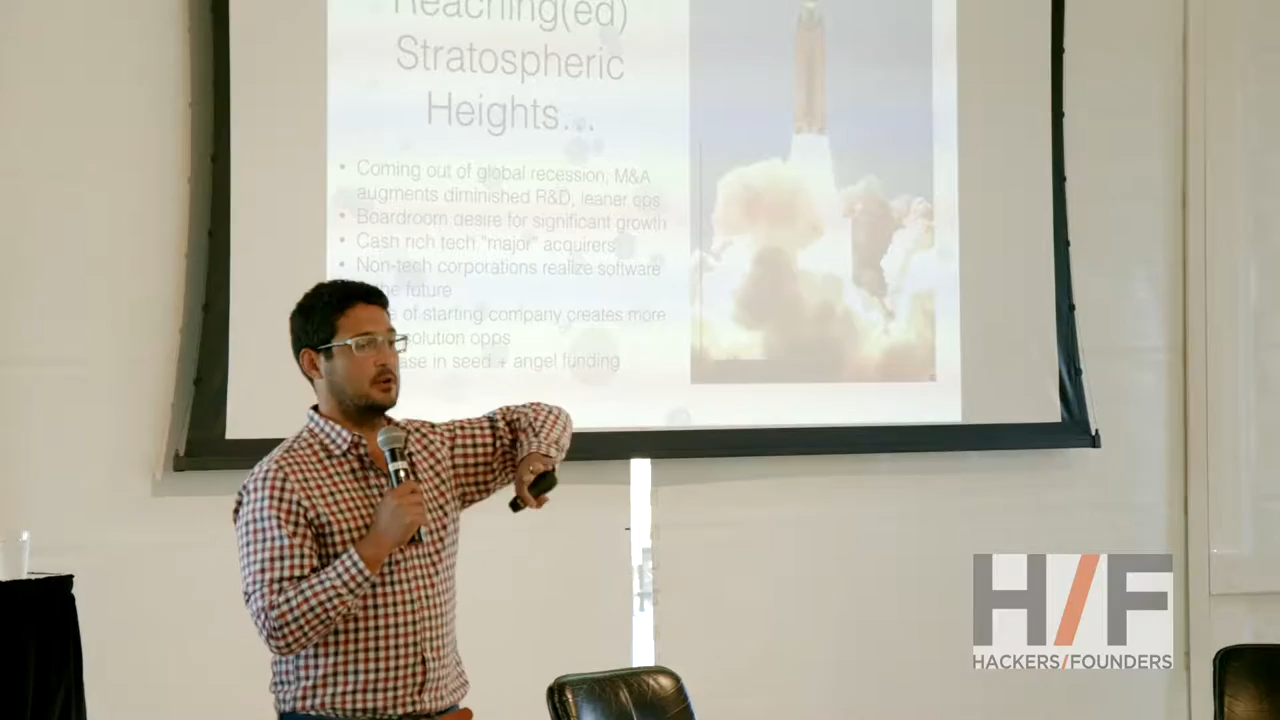 Reaching(ed)
Stratospheric
Heights...
• Coming out of global recession, M&A
augments diminished R&D, leaner ops
• Boardroom desire for significant growth
• Cash rich tech "major" acquirers
• Non-tech corporations realize software
the future
of starting company creates more
solution opps
ase in seed + angel funding
H/F
HACKERS/FOUNDERS